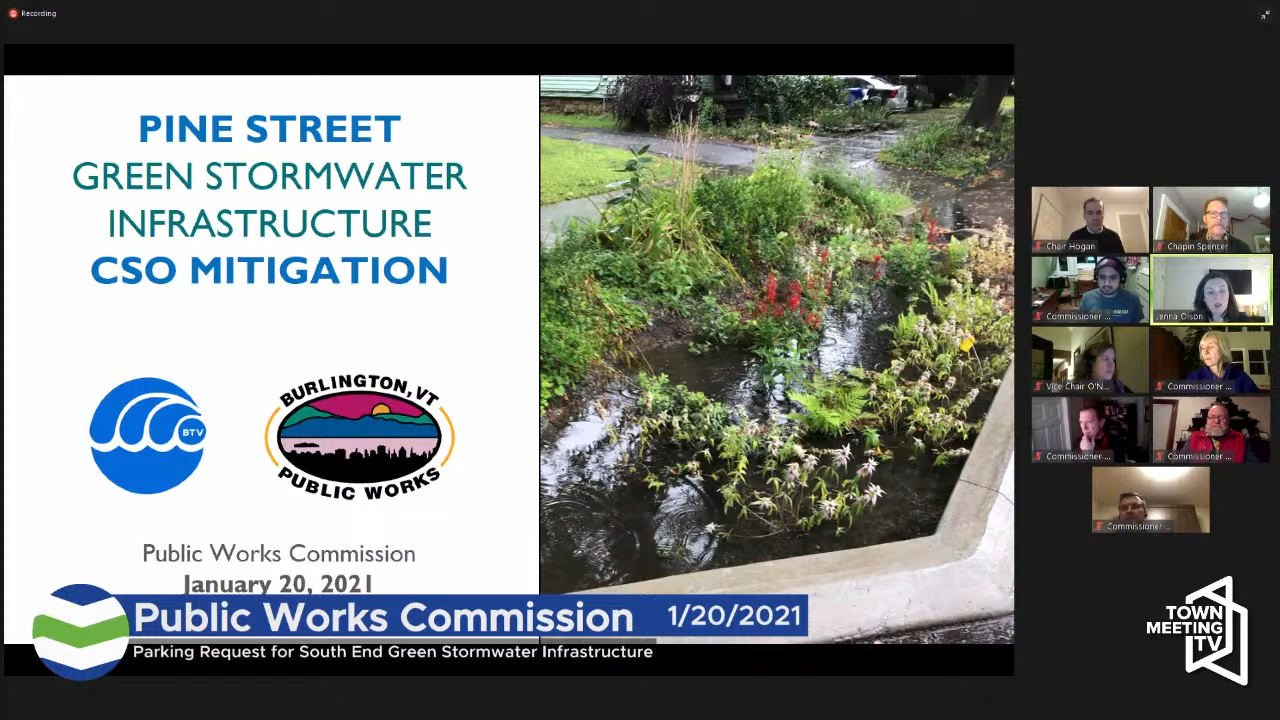 Recording
PINE STREET
GREEN STORMWATER
INFRASTRUCTURE
CSO MITIGATION
BTV
BURLINGTON, VT
PUBLIC WORKS
Public Works Commission
January 20, 2021
Public Works Commission 1/20/2021
Parking Request for South End Green Stormwater Infrastructure
Chair Hogan
Chapin Spencer
Commissioner ...
Jenna Olson
Vice Chair O'N...
Commissioner ...
Commissioner ...
Commissioner ...
Commissioner ...
TOWN
MEETING
TV